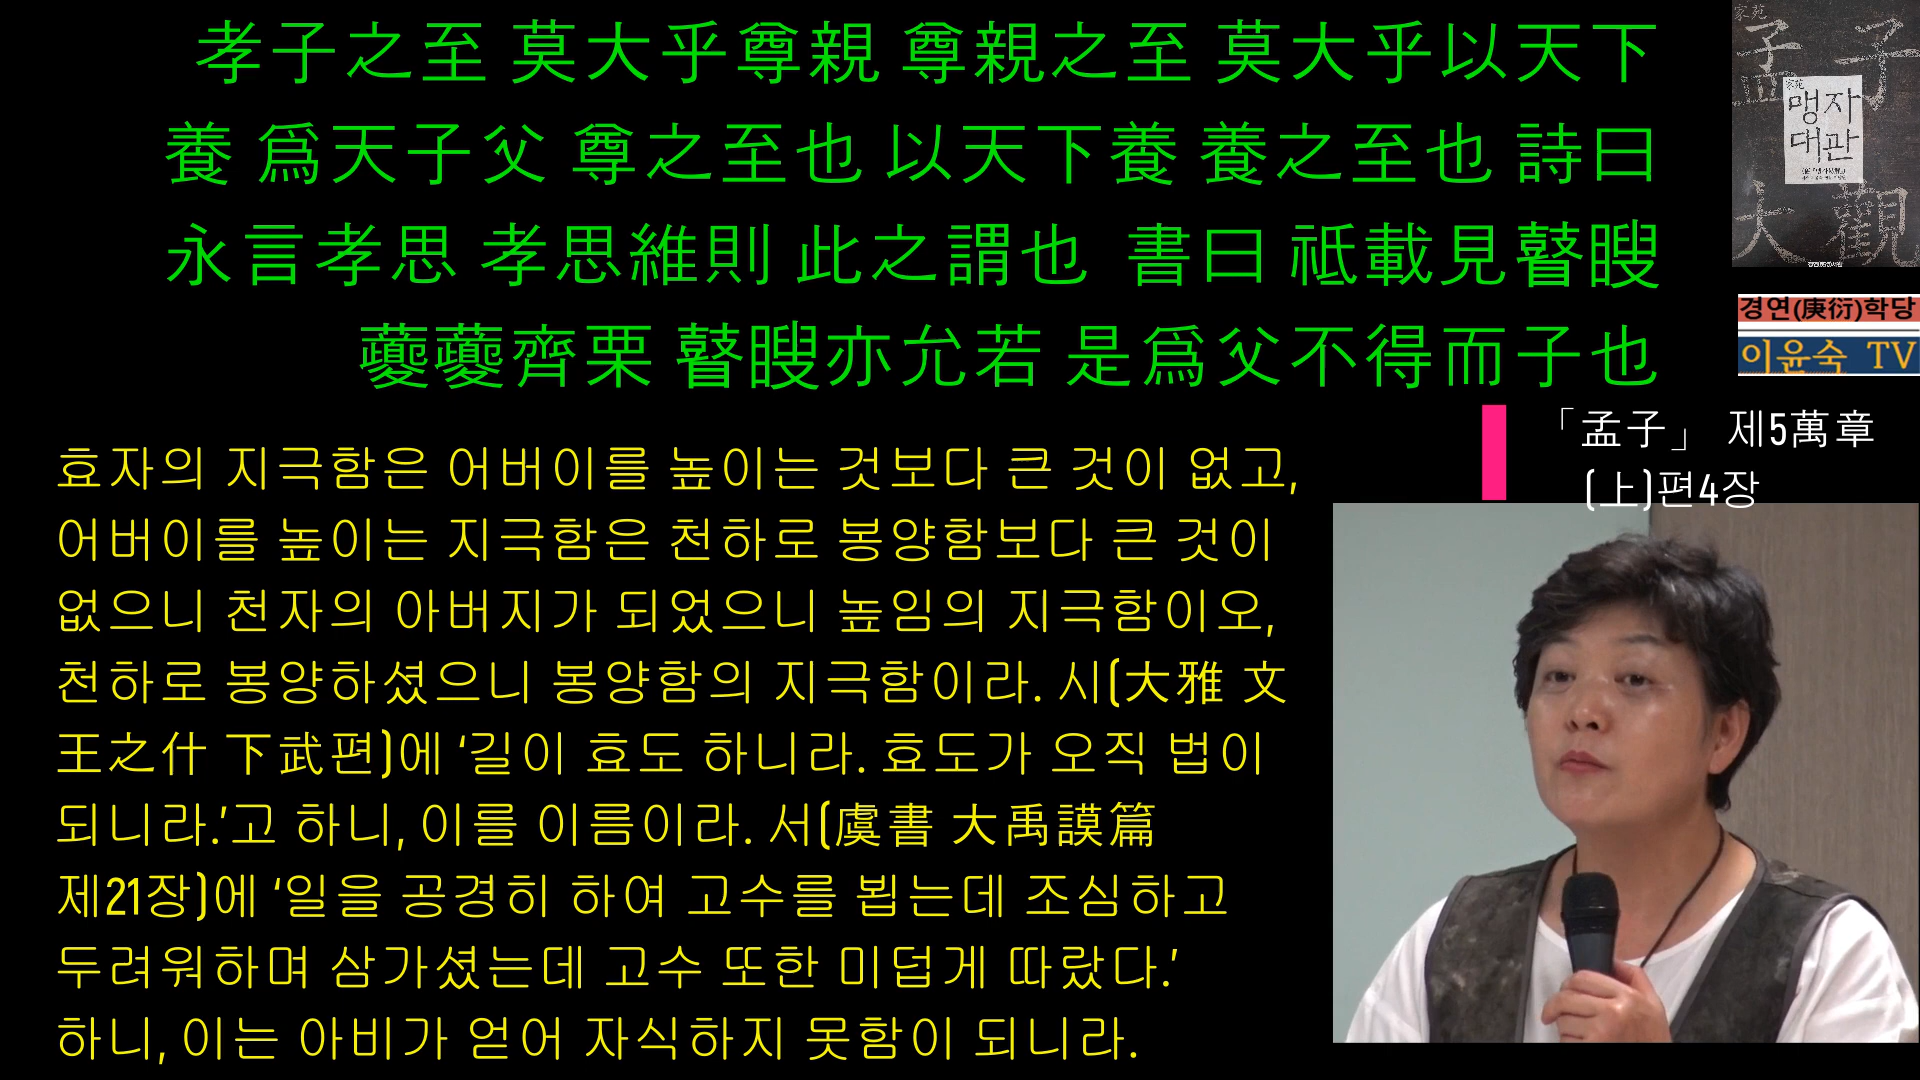 孝子之至 莫大乎尊親 尊親之至 莫大乎以天下
養 爲天子父 尊之至也 以天下養 養之至也 詩曰
永言孝思 孝思維則 此之謂也 書曰 祗載見瞽瞍
夔夔齊栗 瞽瞍亦允若 是爲父不得而子也
家苑
孟子
家苑
맹자
대관
大觀
경연(庚衍)학당
이윤숙 TV
「孟子」 제5萬章
(上)편4장
효자의 지극함은 어버이를 높이는 것보다 큰 것이 없고,
어버이를 높이는 지극함은 천하로 봉양함보다 큰 것이
없으니 천자의 아버지가 되었으니 높임의 지극함이오,
천하로 봉양하셨으니 봉양함의 지극함이라. 시(大雅 文
王之什 下武편)에 ‘길이 효도 하니라. 효도가 오직 법이
되니라.’고 하니, 이를 이름이라. 서(虞書 大禹謨篇
제21장)에 ‘일을 공경히 하여 고수를 뵙는데 조심하고
두려워하며 삼가셨는데 고수 또한 미덥게 따랐다.’
하니, 이는 아비가 얻어 자식하지 못함이 되니라.